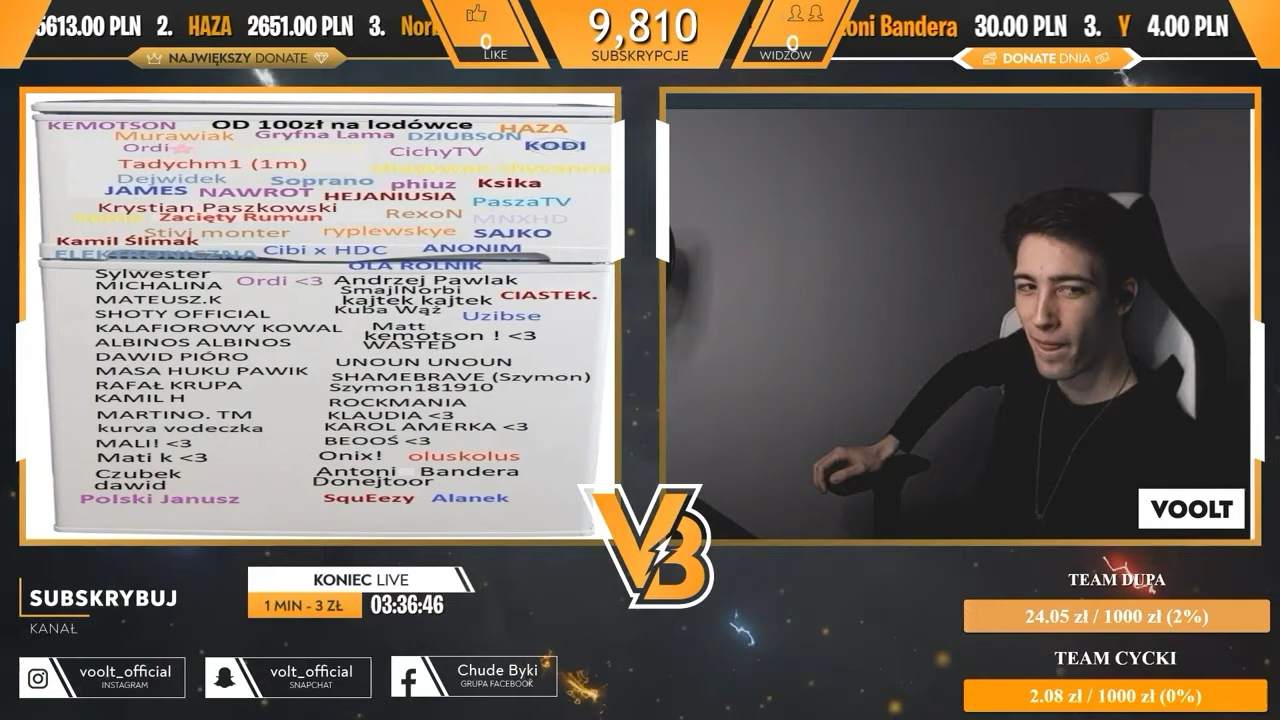 5613.00 PLN 2. HAZA 2651.00 PLN 3. Nor
NAJWIĘKSZY DONATE
0
LIKE
9,810
SUBSKRYPCJE
0
WIDZÓW
toni Bandera 30.00 PLN 3. Y 4.00 PLN
DONATE DNIA
KEMOTSON OD 100zł na lodówce HAZA
Murawiak Gryfna Lama DZIUBSON
Ordi CichyTV KODI
Tadychm1 (1m)
Dejwidek Soprano phiuz Ksika
JAMES NAWROT HEJANIUSIA
Krystian Paszkowski PaszaTV
Zacięty Rumun RexoN MNXHD
Stivi monter ryplewskye SAJKO
Kamil Ślimak
ELEKTRONICZNA Cibi x HDC ANONIM
OLA ROLNIK
Sylwester
MICHALINA Ordi <3 Andrzej Pawlak
SmajlNorbi
MATEUSZ.K kajtek kajtek CIASTEK.
SHOTY OFFICIAL Kuba Wąż Uzibse
KALAFIOROWY KOWAL Matt
kemotson ! <3
ALBINOS ALBINOS WASTED
DAWID PIÓRO UNOUN UNOUN
MASA HUKU PAWIK SHAMEBRAVE (Szymon)
RAFAŁ KRUPA Szymon181910
KAMIL H ROCKMANIA
MARTINO. TM KLAUDIA <3
kurva vodeczka KAROL AMERKA <3
MALI! <3 BEOOŚ <3
Mati k <3 Onix! oluskolus
Czubek Antoni Bandera
dawid Donejtoor
Polski Janusz SquEezy Alanek
VOOLT
VB
SUBSKRYBUJ
KANAŁ
KONIEC LIVE
1 MIN - 3 ZŁ 03:36:46
voolt_official
INSTAGRAM
volt_official
SNAPCHAT
Chude Byki
GRUPA FACEBOOK
TEAM DUPA
24.05 zł / 1000 zł (2%)
TEAM CYCKI
2.08 zł / 1000 zł (0%)